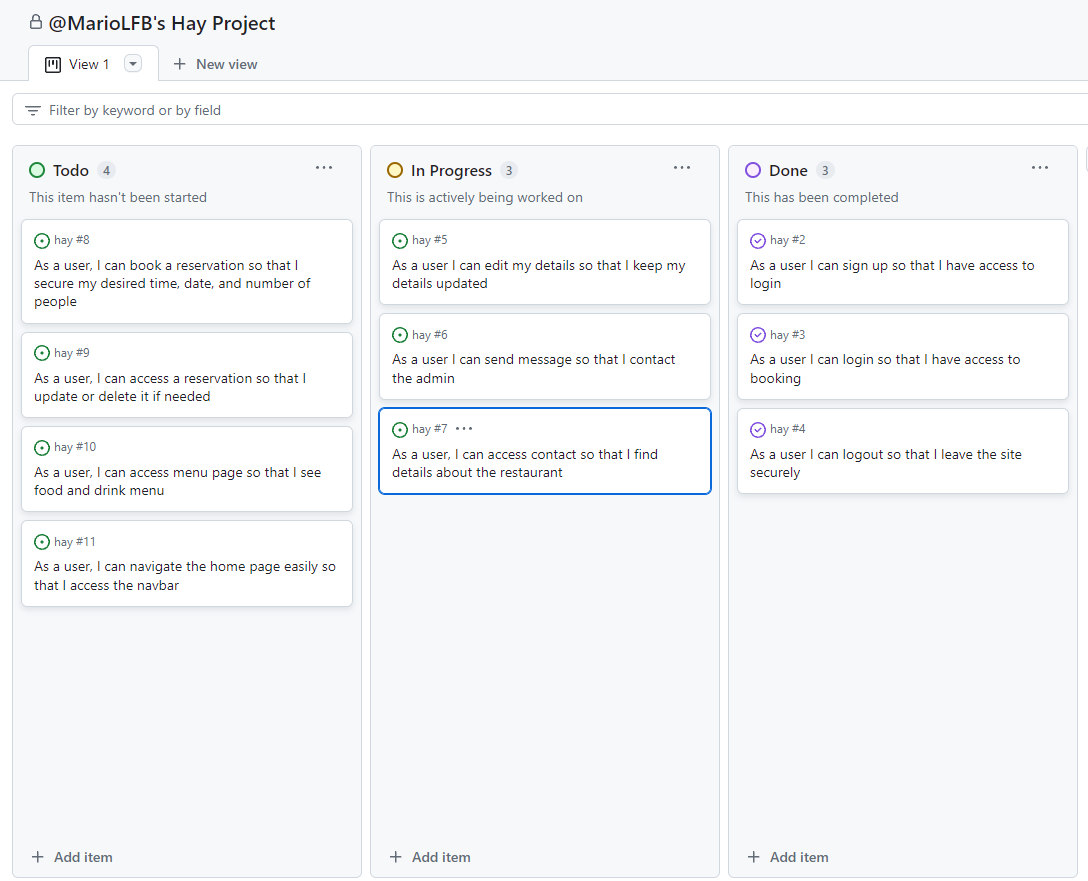 @MarioLFB's Hay Project
View 1
New view
Filter by keyword or by field
Todo 4
This item hasn't been started
hay #8
As a user, I can book a reservation so that I
secure my desired time, date, and number of
people
hay #9
As a user, I can access a reservation so that I
update or delete it if needed
hay #10
As a user, I can access menu page so that I see
food and drink menu
hay #11
As a user, I can navigate the home page easily so
that I access the navbar
Add item
In Progress 3
This is actively being worked on
hay #5
As a user I can edit my details so that I keep my
details updated
hay #6
As a user I can send message so that I contact
the admin
hay #7
As a user, I can access contact so that I find
details about the restaurant
Add item
Done 3
This has been completed
hay #2
As a user I can sign up so that I have access to
login
hay #3
As a user I can login so that I have access to
booking
hay #4
As a user I can logout so that I leave the site
securely
Add item